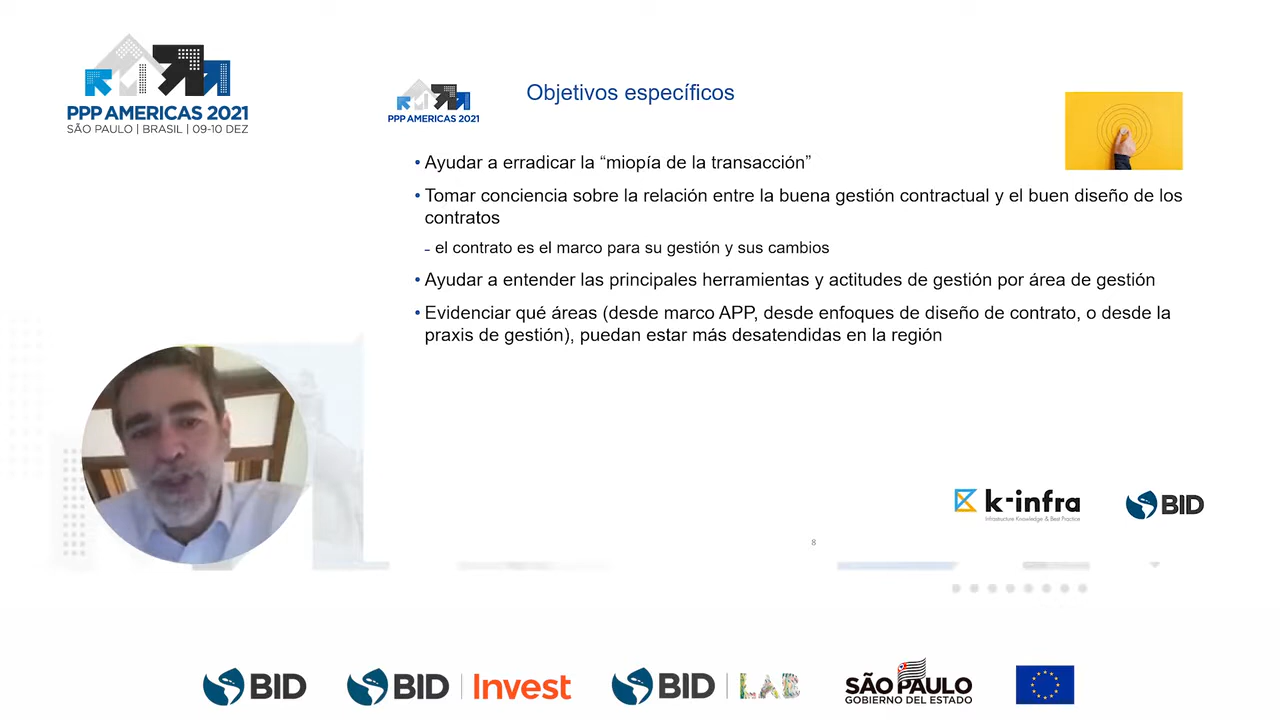 PPP AMERICAS 2021
SÃO PAULO | BRASIL | 09-10 DEZ
PPP AMERICAS 2021
Objetivos específicos
• Ayudar a erradicar la “miopía de la transacción”
• Tomar conciencia sobre la relación entre la buena gestión contractual y el buen diseño de los
contratos
- el contrato es el marco para su gestión y sus cambios
• Ayudar a entender las principales herramientas y actitudes de gestión por área de gestión
• Evidenciar qué áreas (desde marco APP, desde enfoques de diseño de contrato, o desde la
praxis de gestión), puedan estar más desatendidas en la región
k-infra
Infrastructure Knowledge & Best Practice
BID
8
BID
BID | Invest
BID | LAB
SÃO PAULO
GOBIERNO DEL ESTADO